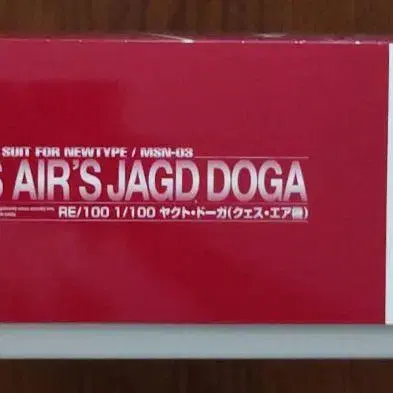 SUIT FOR NEWTYPE / MSN-03
S AIR'S JAGD DOGA
RE/100 1/100 ヤクト・ドーガ(クェス・エア機)